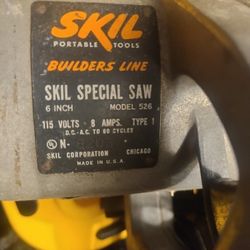 SKIL
PORTABLE TOOLS
BUILDERS LINE
SKIL SPECIAL SAW
6 INCH MODEL 526
115 VOLTS 8 AMPS. TYPE 1
D.C.-A.C. TO 60 CYCLES
UL N-
SKIL CORPORATION CHICAGO
MADE IN U.S.A.